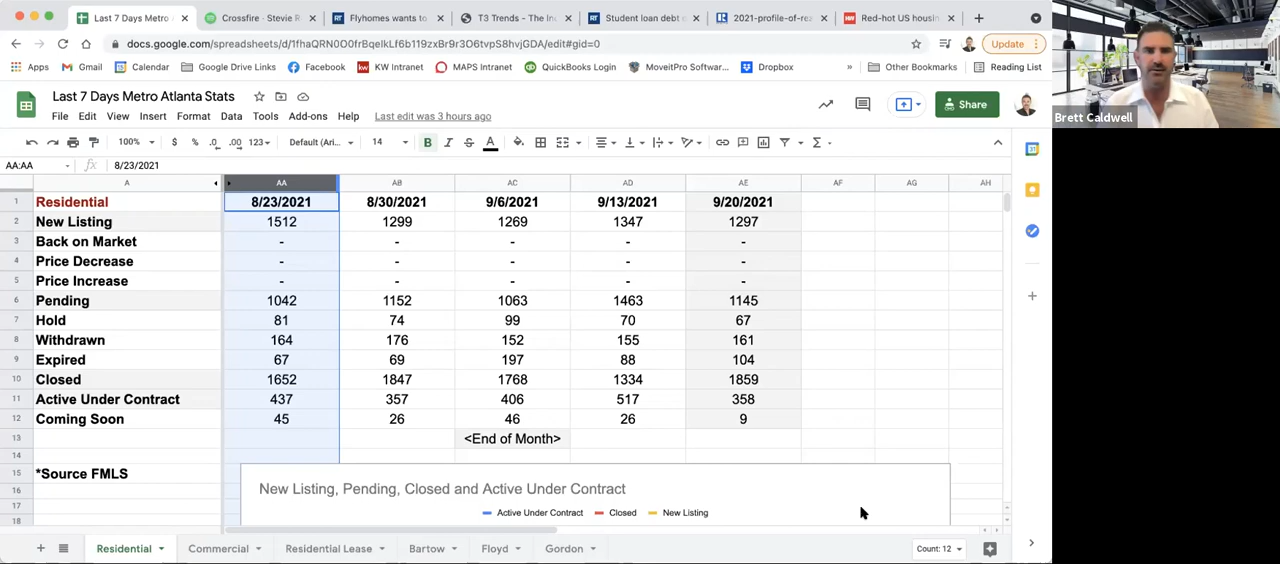 Last 7 Days Metro Atlanta Stats
Crossfire · Stevie R
Flyhomes wants to
T3 Trends - The In
Student loan debt
2021-profile-of-re
Red-hot US housin
docs.google.com/spreadsheets/d/1fhaQRN0O0frBqeIkLf6b119zxBr9r3O6tvpS8hvjGDA/edit#gid=0
Update
Apps Gmail Calendar Google Drive Links Facebook KW Intranet MAPS Intranet QuickBooks Login MoveitPro Softwar... Dropbox » Other Bookmarks Reading List
Last 7 Days Metro Atlanta Stats
File Edit View Insert Format Data Tools Add-ons Help Last edit was 3 hours ago
Share
Brett Caldwell
100% $ % .0 .00 123 Default (Ari... 14 B I S A
AA:AA fx 8/23/2021
A AA AB AC AD AE AF AG AH
1 Residential 8/23/2021 8/30/2021 9/6/2021 9/13/2021 9/20/2021
2 New Listing 1512 1299 1269 1347 1297
3 Back on Market - - - - -
4 Price Decrease - - - - -
5 Price Increase - - - - -
6 Pending 1042 1152 1063 1463 1145
7 Hold 81 74 99 70 67
8 Withdrawn 164 176 152 155 161
9 Expired 67 69 197 88 104
10 Closed 1652 1847 1768 1334 1859
11 Active Under Contract 437 357 406 517 358
12 Coming Soon 45 26 46 26 9
13 <End of Month>
14
15 *Source FMLS
16 New Listing, Pending, Closed and Active Under Contract
17
18 Active Under Contract Closed New Listing
Residential Commercial Residential Lease Bartow Floyd Gordon Count: 12